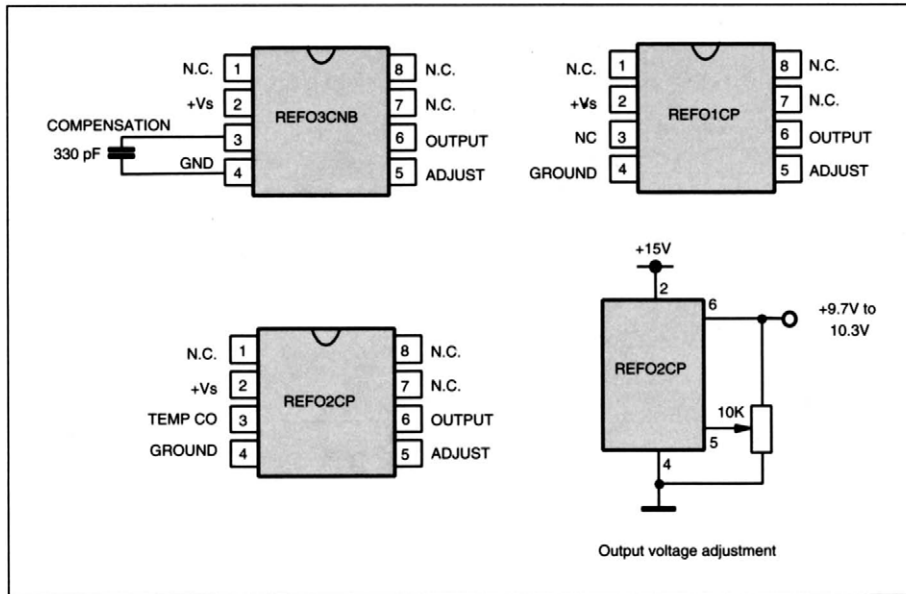 N.C. 1 8 N.C.
+Vs 2 7 N.C.
COMPENSATION 3 6 OUTPUT
330 pF
GND 4 5 ADJUST
REFO3CNB
N.C. 1 8 N.C.
+Vs 2 7 N.C.
NC 3 6 OUTPUT
GROUND 4 5 ADJUST
REFO1CP
N.C. 1 8 N.C.
+Vs 2 7 N.C.
TEMP CO 3 6 OUTPUT
GROUND 4 5 ADJUST
REFO2CP
+15V
2
6
+9.7V to
10.3V
REFO2CP
10K
5
4
Output voltage adjustment